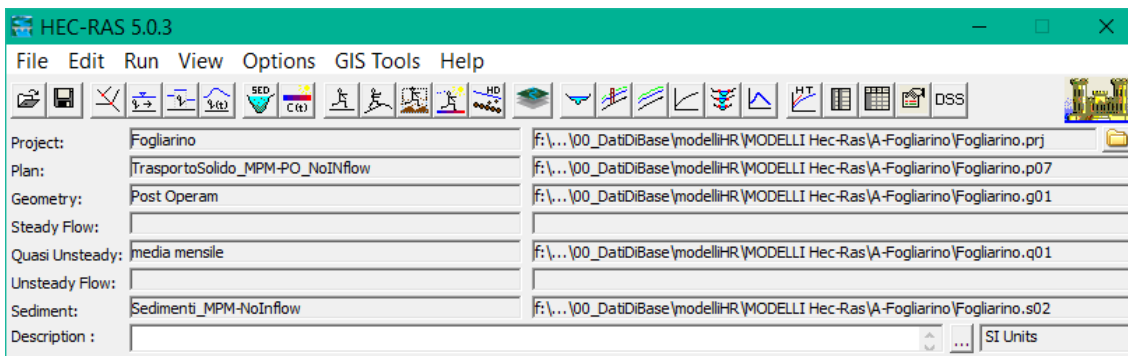 HEC-RAS 5.0.3
File Edit Run View Options GIS Tools Help
SED C(t) HD HT DSS
Project: Fogliarino f:\...\00_DatiDiBase\modelliHR\MODELLI Hec-Ras\A-Fogliarino\Fogliarino.prj
Plan: TrasportoSolido_MPM-PO_NoINflow f:\...\00_DatiDiBase\modelliHR\MODELLI Hec-Ras\A-Fogliarino\Fogliarino.p07
Geometry: Post Operam f:\...\00_DatiDiBase\modelliHR\MODELLI Hec-Ras\A-Fogliarino\Fogliarino.g01
Steady Flow:
Quasi Unsteady: media mensile f:\...\00_DatiDiBase\modelliHR\MODELLI Hec-Ras\A-Fogliarino\Fogliarino.q01
Unsteady Flow:
Sediment: Sedimenti_MPM-NoInflow f:\...\00_DatiDiBase\modelliHR\MODELLI Hec-Ras\A-Fogliarino\Fogliarino.s02
Description : ... SI Units